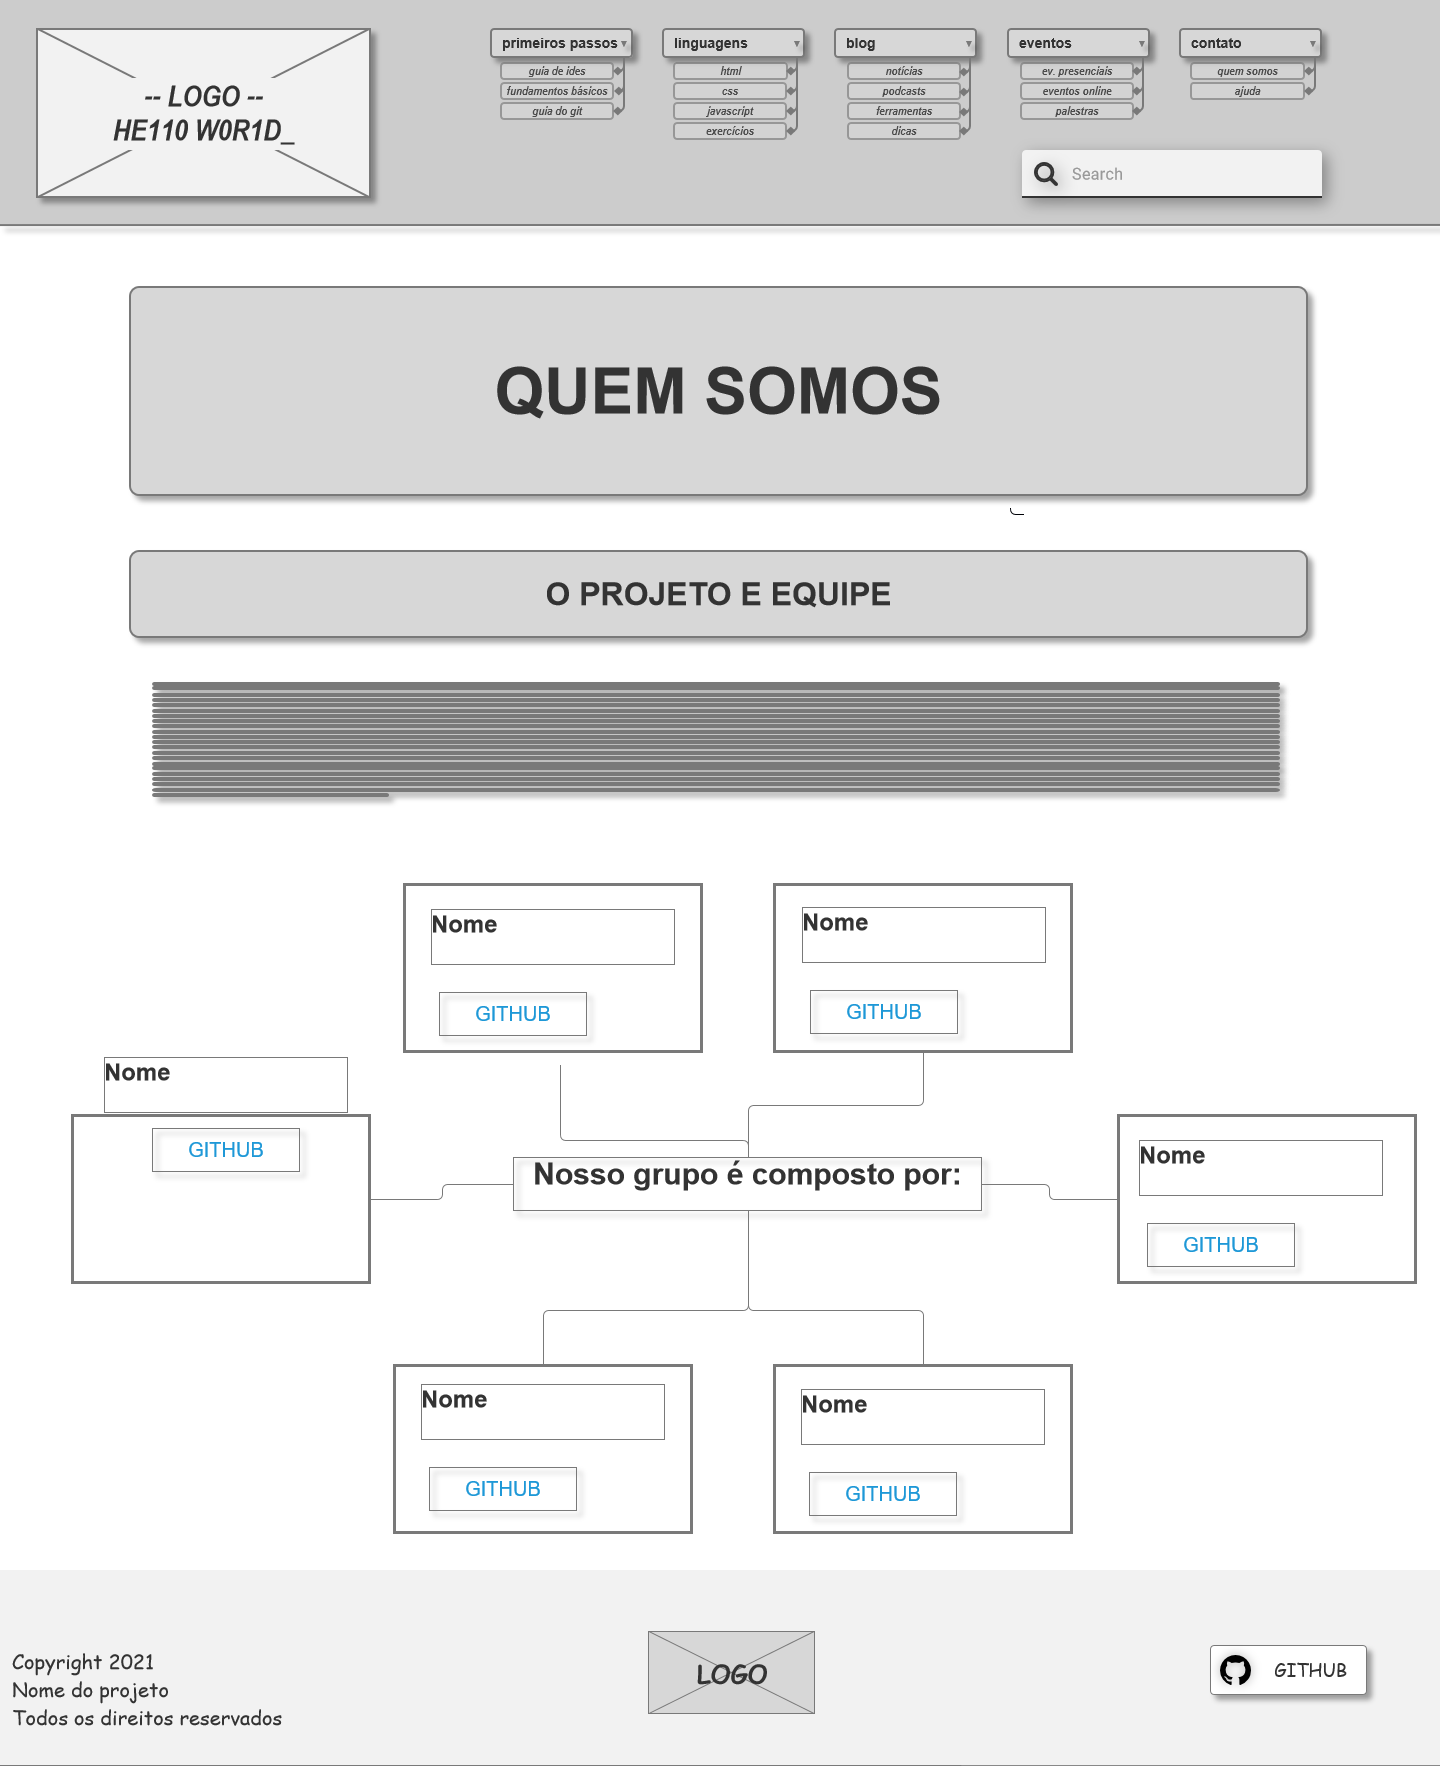 -- LOGO --
HE110 W0R1D_
primeiros passos ▾
guia de ides
fundamentos básicos
guia do git
linguagens ▾
html
css
javascript
exercícios
blog ▾
notícias
podcasts
ferramentas
dicas
eventos ▾
ev. presenciais
eventos online
palestras
contato ▾
quem somos
ajuda
Search
QUEM SOMOS
O PROJETO E EQUIPE
Nome
GITHUB
Nome
GITHUB
Nome
GITHUB
Nosso grupo é composto por:
Nome
GITHUB
Nome
GITHUB
Nome
GITHUB
Copyright 2021
Nome do projeto
Todos os direitos reservados
LOGO
GITHUB